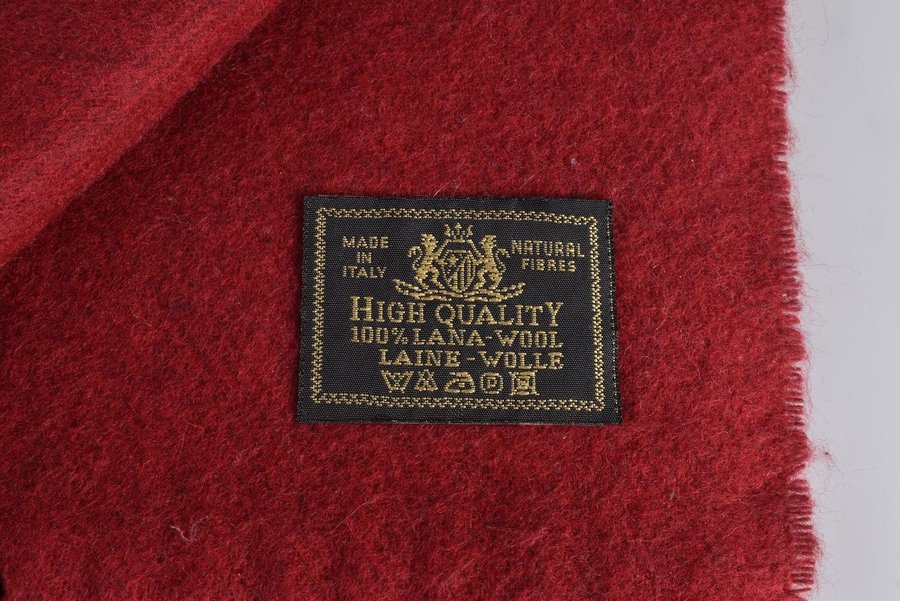 MADE
IN
ITALY
NATURAL
FIBRES
HIGH QUALITY
100% LANA-WOOL
LAINE-WOLLE